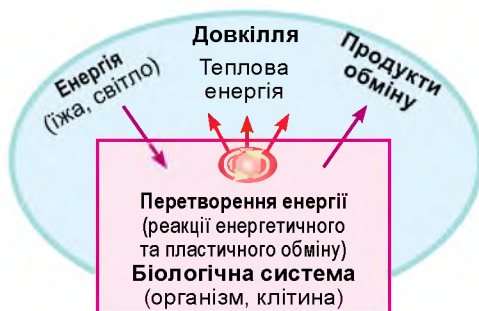 Довкілля
Енергія
(їжа, світло)
Теплова
енергія
Продукти
обміну
Перетворення енергії
(реакції енергетичного
та пластичного обміну)
Біологічна система
(організм, клітина)